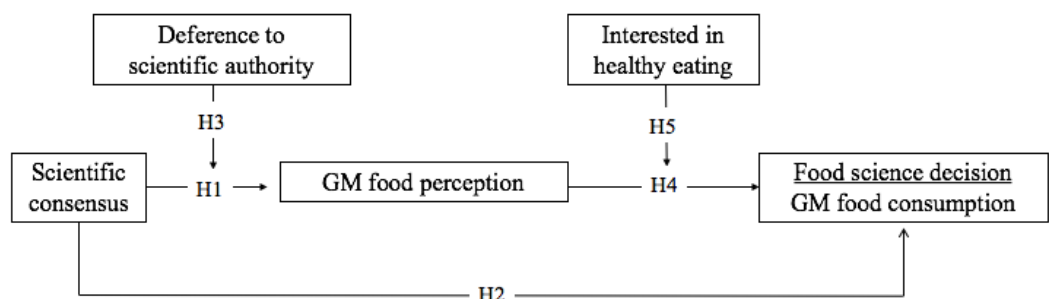 Deference to
scientific authority
Interested in
healthy eating
H3
H5
Scientific
consensus
H1
GM food perception
H4
Food science decision
GM food consumption
H2